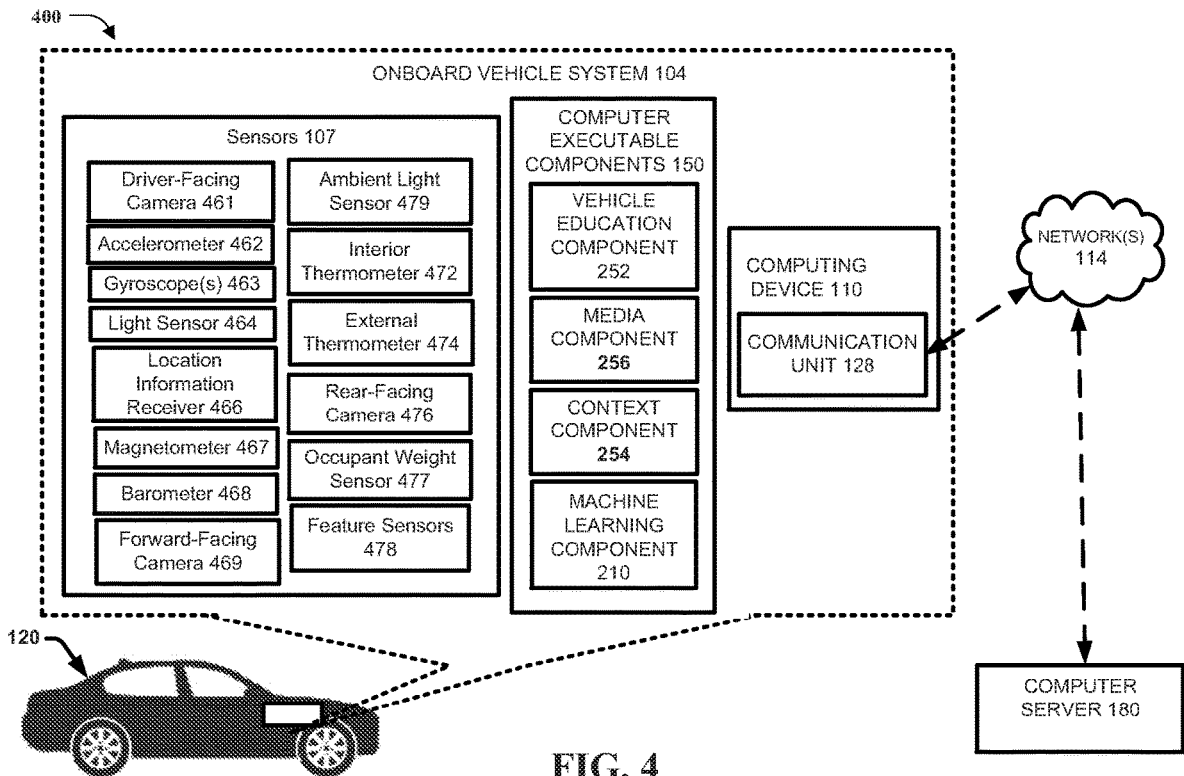 400
ONBOARD VEHICLE SYSTEM 104
Sensors 107
Driver-Facing
Camera 461
Accelerometer 462
Gyroscope(s) 463
Light Sensor 464
Location
Information
Receiver 466
Magnetometer 467
Barometer 468
Forward-Facing
Camera 469
Ambient Light
Sensor 479
Interior
Thermometer 472
External
Thermometer 474
Rear-Facing
Camera 476
Occupant Weight
Sensor 477
Feature Sensors
478
COMPUTER
EXECUTABLE
COMPONENTS 150
VEHICLE
EDUCATION
COMPONENT
252
MEDIA
COMPONENT
256
CONTEXT
COMPONENT
254
MACHINE
LEARNING
COMPONENT
210
COMPUTING
DEVICE 110
COMMUNICATION
UNIT 128
NETWORK(S)
114
120
COMPUTER
SERVER 180
FIG. 4